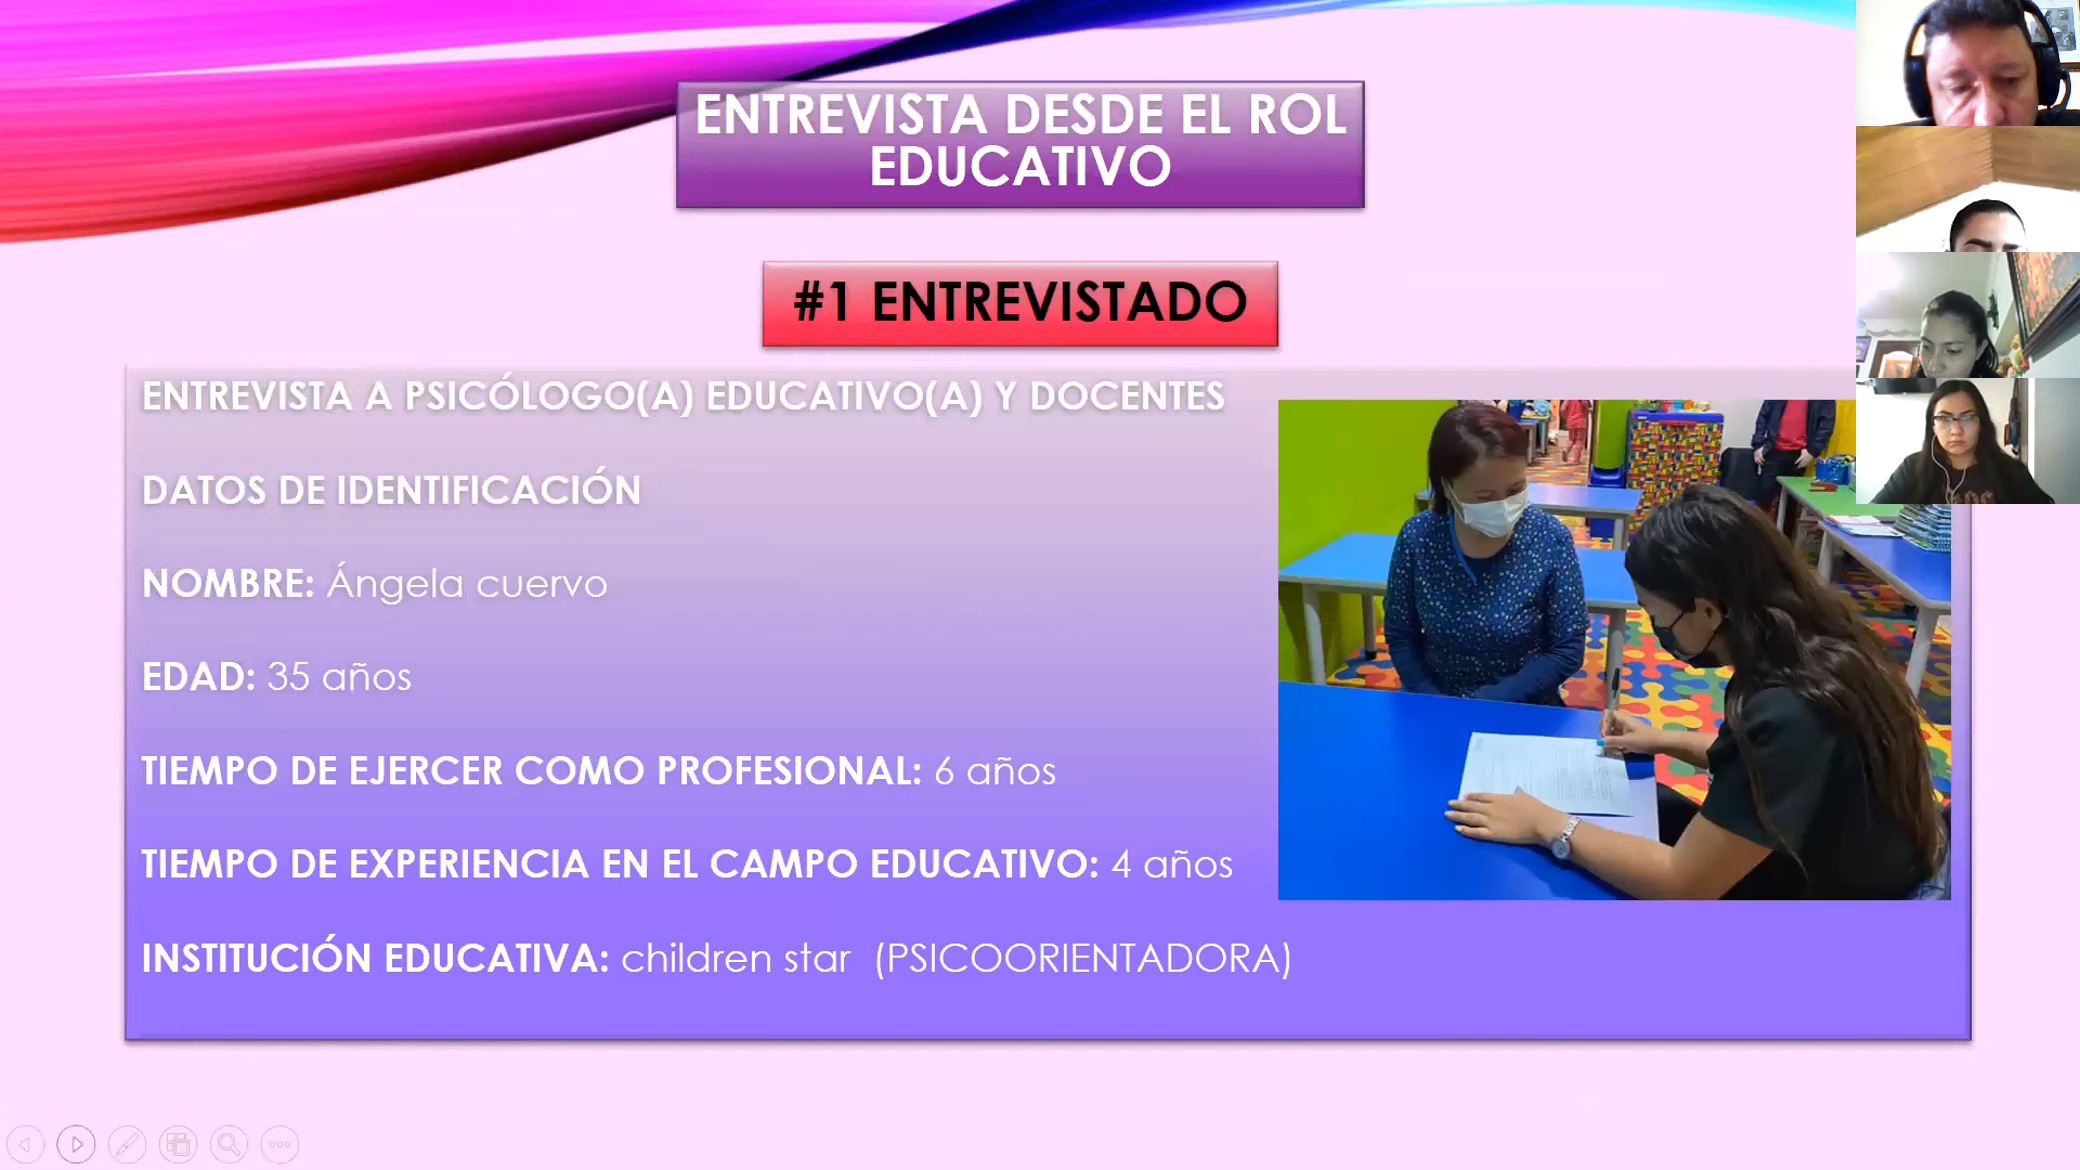 ENTREVISTA DESDE EL ROL
EDUCATIVO
#1 ENTREVISTADO
ENTREVISTA A PSICÓLOGO(A) EDUCATIVO(A) Y DOCENTES
DATOS DE IDENTIFICACIÓN
NOMBRE: Ángela cuervo
EDAD: 35 años
TIEMPO DE EJERCER COMO PROFESIONAL: 6 años
TIEMPO DE EXPERIENCIA EN EL CAMPO EDUCATIVO: 4 años
INSTITUCIÓN EDUCATIVA: children star (PSICOORIENTADORA)